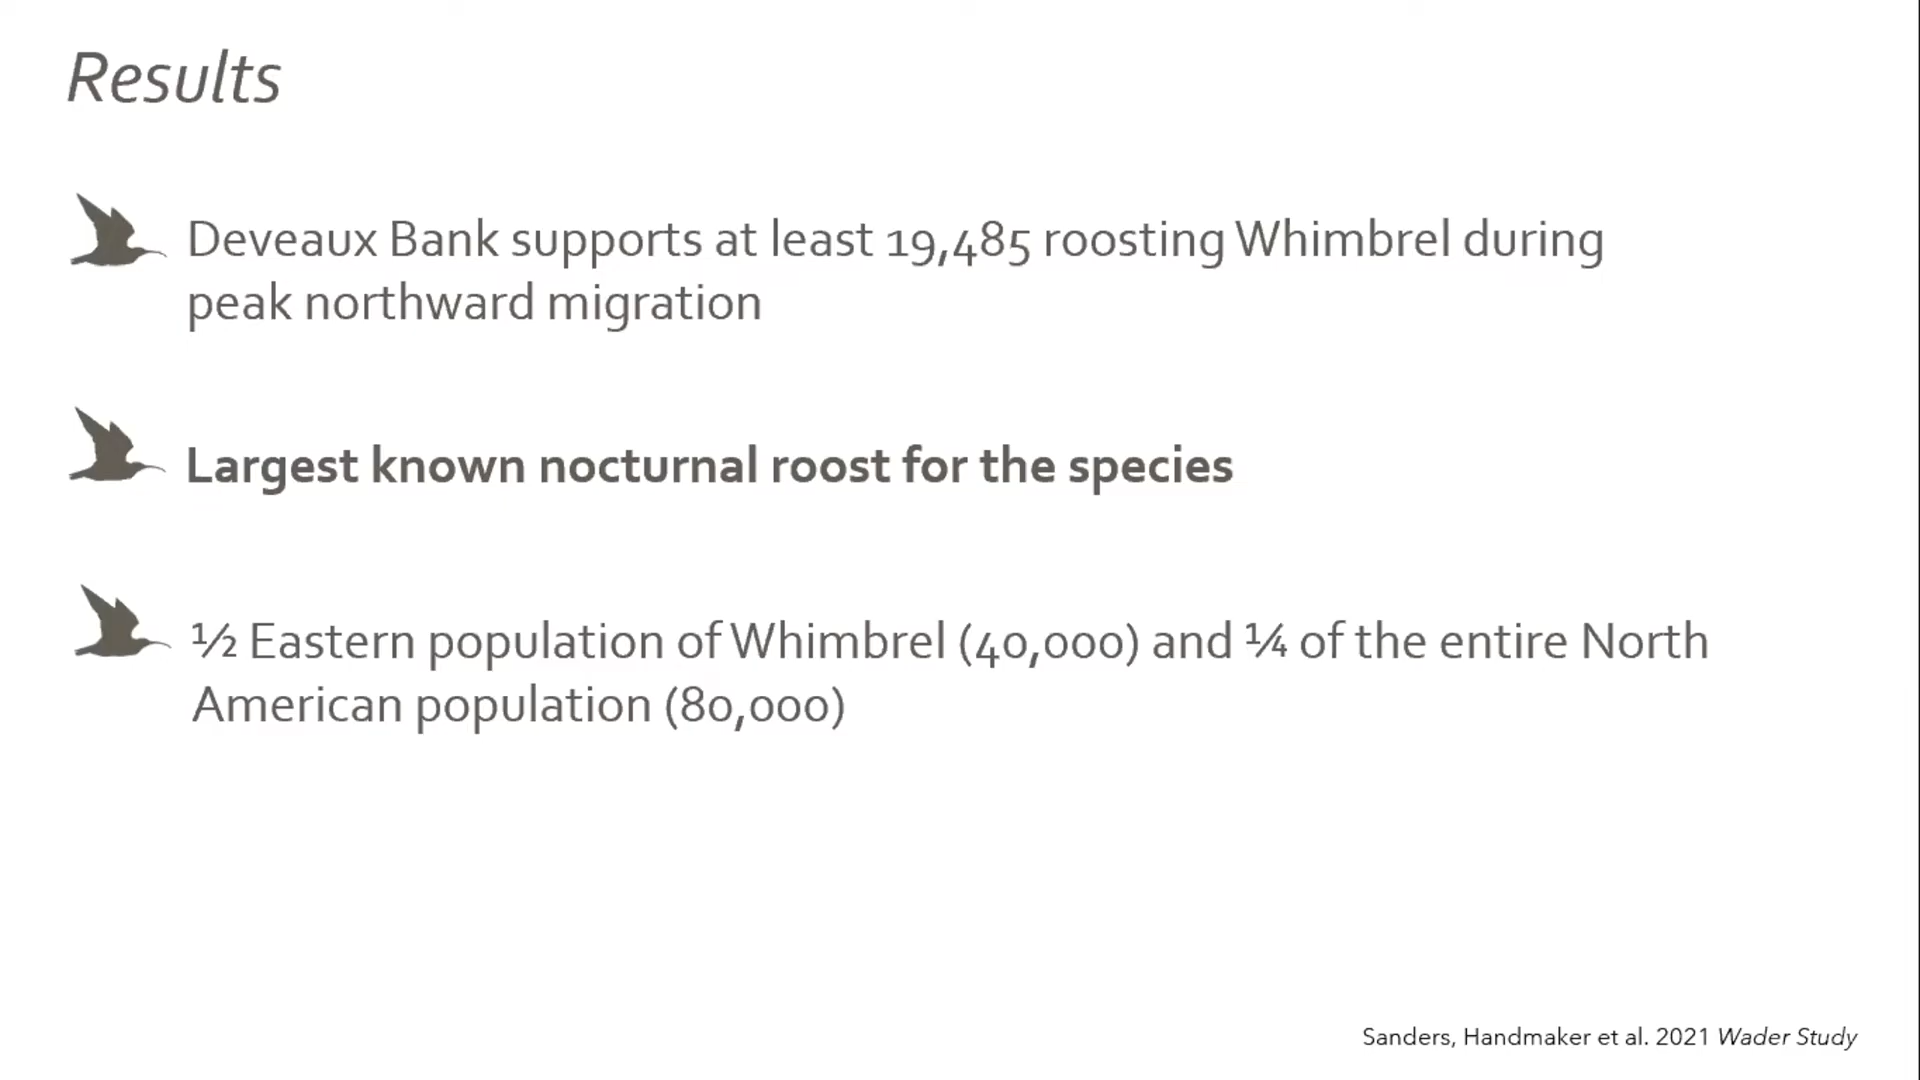 Results
Deveaux Bank supports at least 19,485 roosting Whimbrel during
peak northward migration
Largest known nocturnal roost for the species
½ Eastern population of Whimbrel (40,000) and ¼ of the entire North
American population (80,000)
Sanders, Handmaker et al. 2021 Wader Study